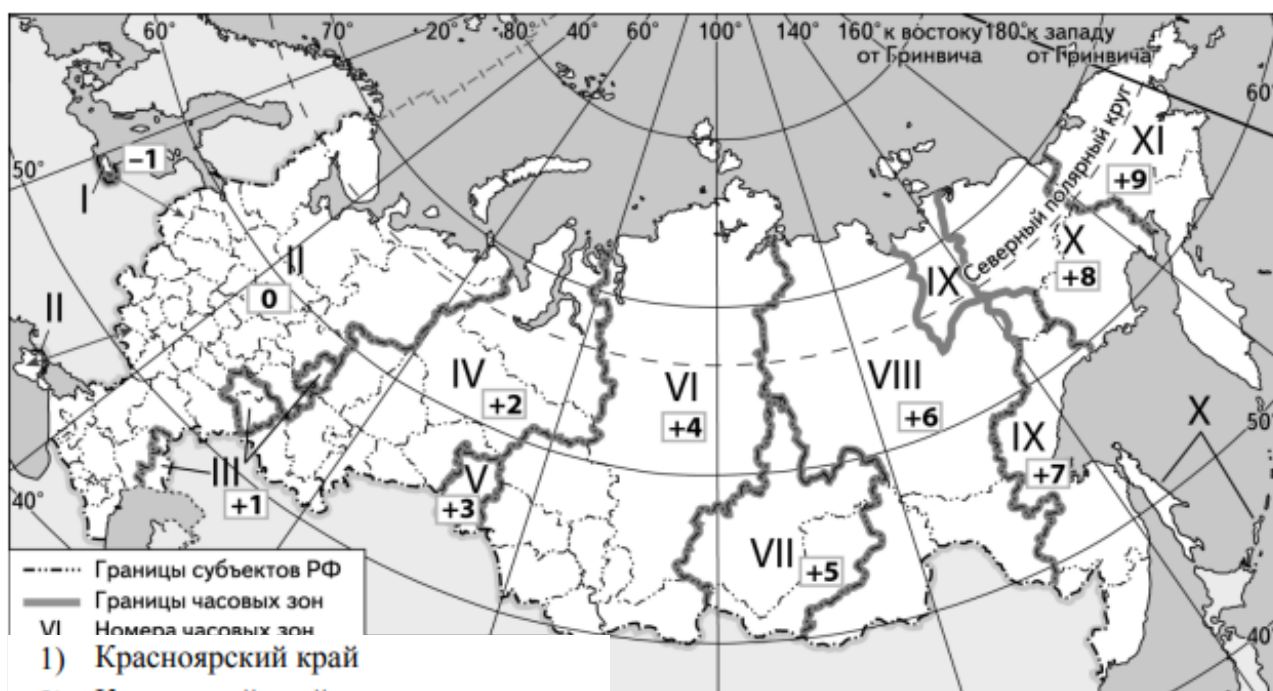 60° 70° 20° 40° 60° 80° 100° 140° 160° к востоку от Гринвича 180° к западу от Гринвича
60°
50°
40°
50°
40°
Северный полярный круг
I
−1
II
0
II
III
+1
IV
+2
V
+3
VI
+4
VII
+5
VIII
+6
IX
IX
+7
X
+8
X
XI
+9
Границы субъектов РФ
Границы часовых зон
VI Номера часовых зон
1) Красноярский край